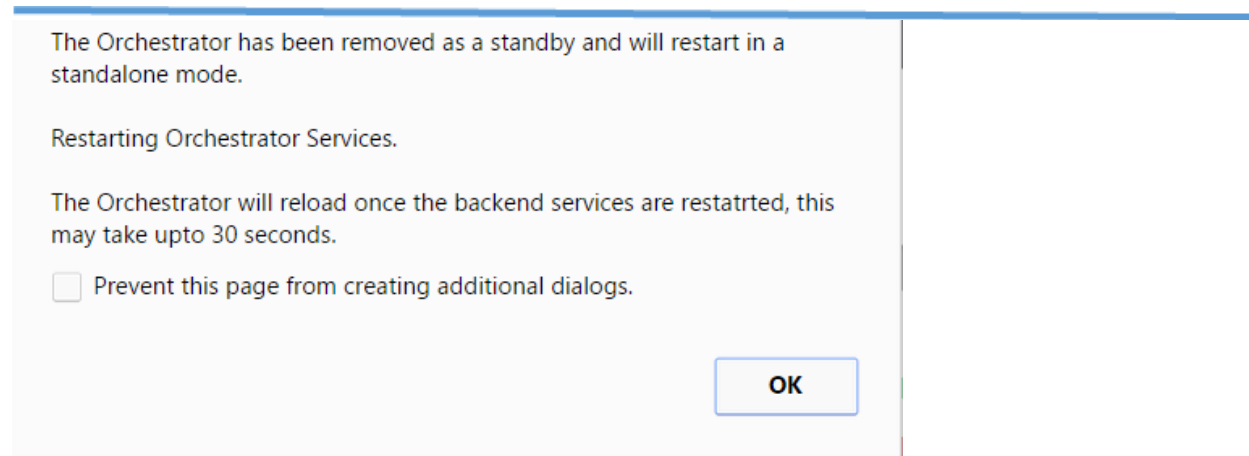 The Orchestrator has been removed as a standby and will restart in a
standalone mode.
Restarting Orchestrator Services.
The Orchestrator will reload once the backend services are restatrted, this
may take upto 30 seconds.
Prevent this page from creating additional dialogs.
OK